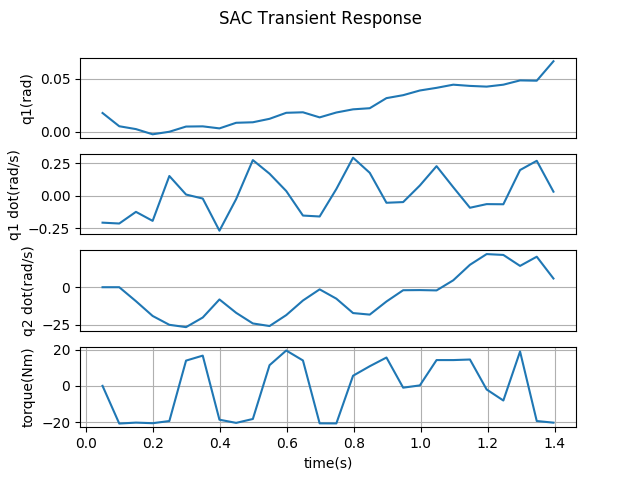 SAC Transient Response
q1(rad)
0.05
0.00
q1 dot(rad/s)
0.25
0.00
−0.25
q2 dot(rad/s)
0
−25
torque(Nm)
20
0
−20
0.0 0.2 0.4 0.6 0.8 1.0 1.2 1.4
time(s)